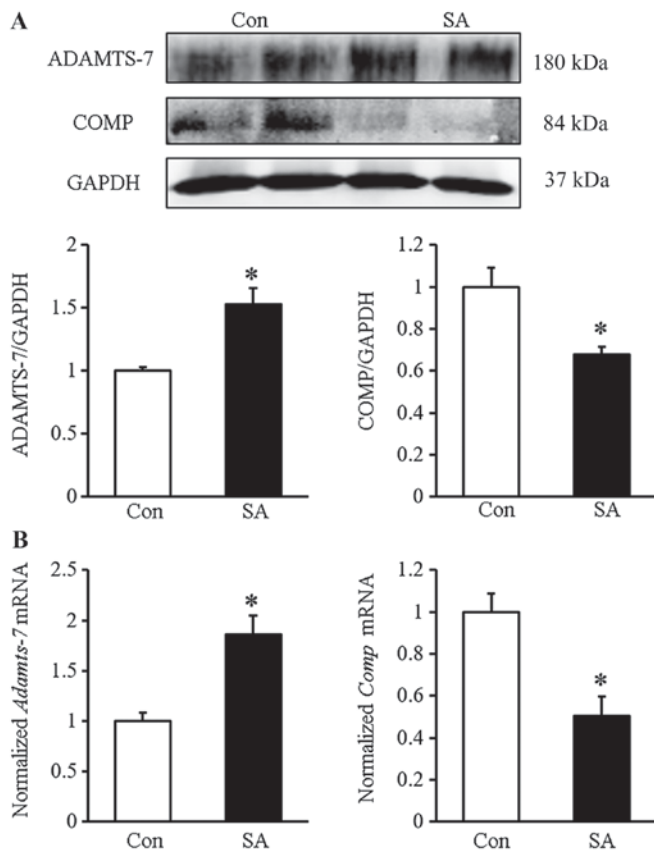 A
Con SA
ADAMTS-7 180 kDa
COMP 84 kDa
GAPDH 37 kDa
ADAMTS-7/GAPDH
2
1.5
1
0.5
0
*
Con SA
COMP/GAPDH
1.2
1
0.8
0.6
0.4
0.2
0
*
Con SA
B
Normalized Adamts-7 mRNA
2.5
2
1.5
1
0.5
0
*
Con SA
Normalized Comp mRNA
1.2
1
0.8
0.6
0.4
0.2
0
*
Con SA